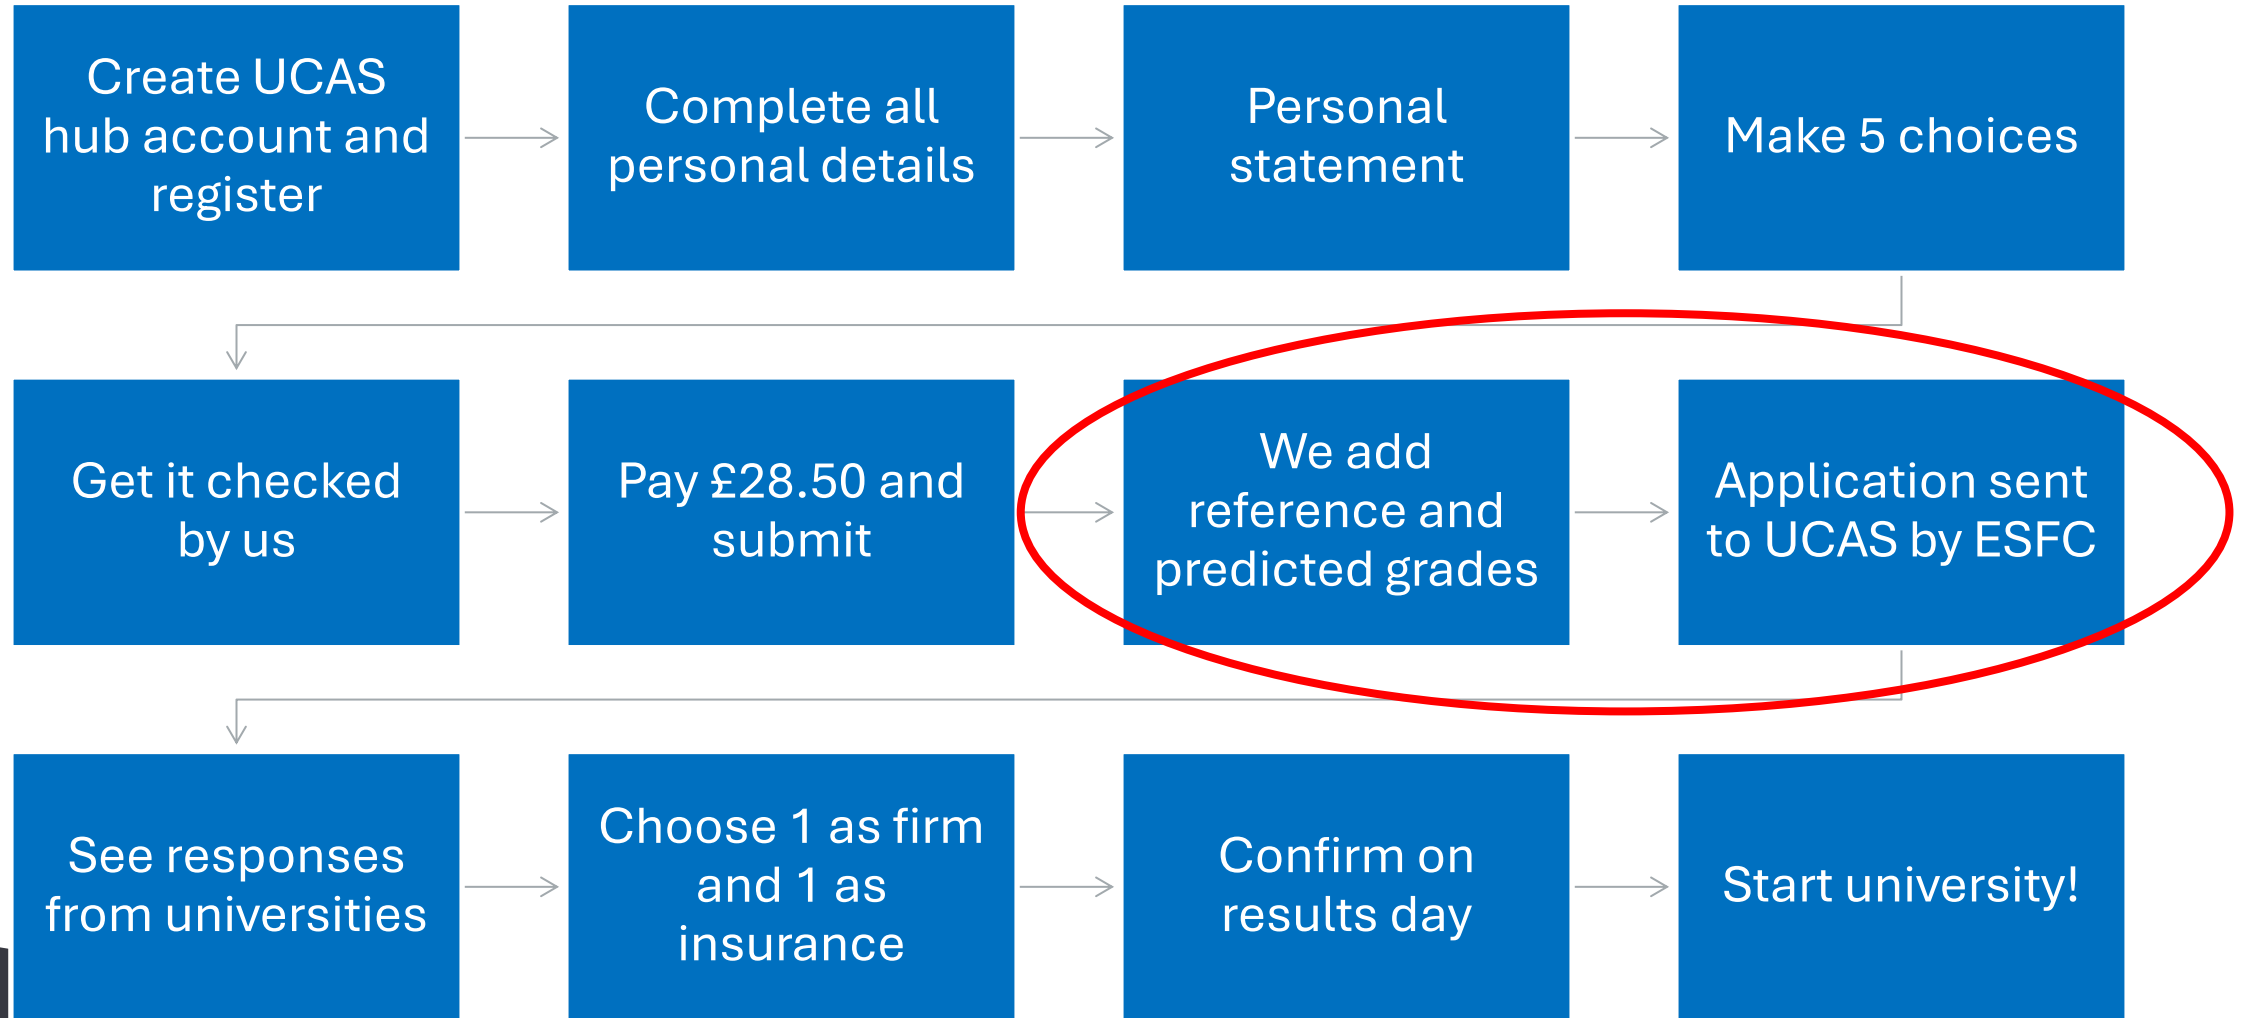 Create UCAS
hub account and
register
Complete all
personal details
Personal
statement
Make 5 choices
Get it checked
by us
Pay £28.50 and
submit
We add
reference and
predicted grades
Application sent
to UCAS by ESFC
See responses
from universities
Choose 1 as firm
and 1 as
insurance
Confirm on
results day
Start university!